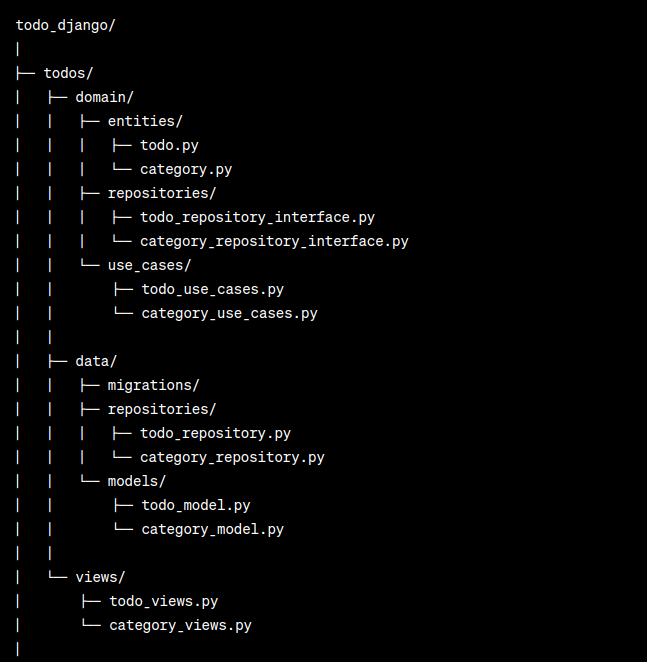 todo_django/
│
├── todos/
│   ├── domain/
│   │   ├── entities/
│   │   │   ├── todo.py
│   │   │   └── category.py
│   │   ├── repositories/
│   │   │   ├── todo_repository_interface.py
│   │   │   └── category_repository_interface.py
│   │   └── use_cases/
│   │       ├── todo_use_cases.py
│   │       └── category_use_cases.py
│   │
│   ├── data/
│   │   ├── migrations/
│   │   ├── repositories/
│   │   │   ├── todo_repository.py
│   │   │   └── category_repository.py
│   │   └── models/
│   │       ├── todo_model.py
│   │       └── category_model.py
│   │
│   └── views/
│       ├── todo_views.py
│       └── category_views.py
│